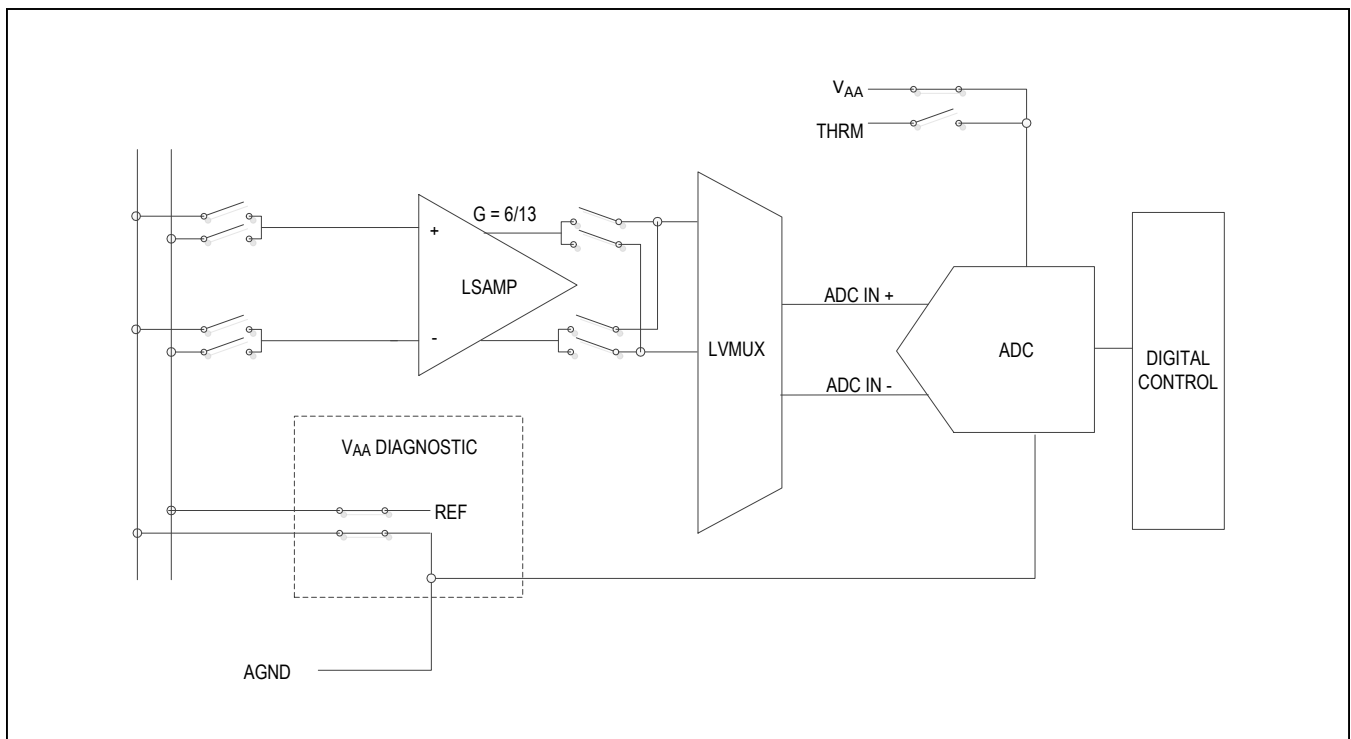 VAA
THRM
G = 6/13
+
LSAMP
-
ADC IN +
LVMUX
ADC
ADC IN -
DIGITAL
CONTROL
VAA DIAGNOSTIC
REF
AGND